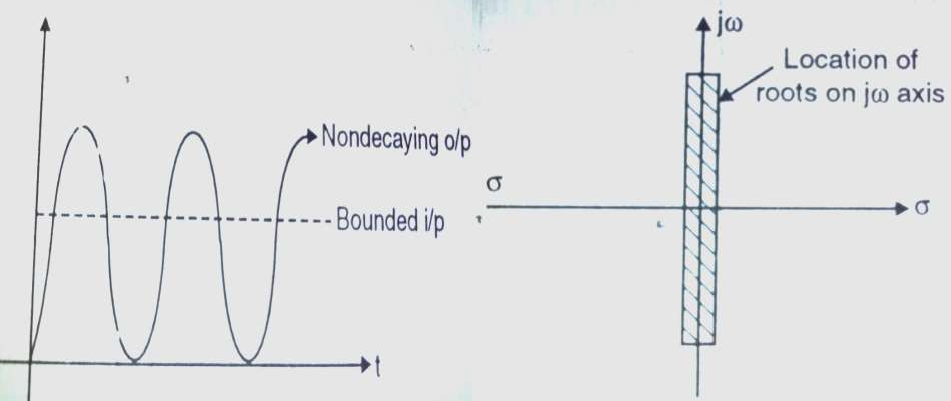 Nondecaying o/p
Bounded i/p
t
jω
Location of
roots on jω axis
σ
σ